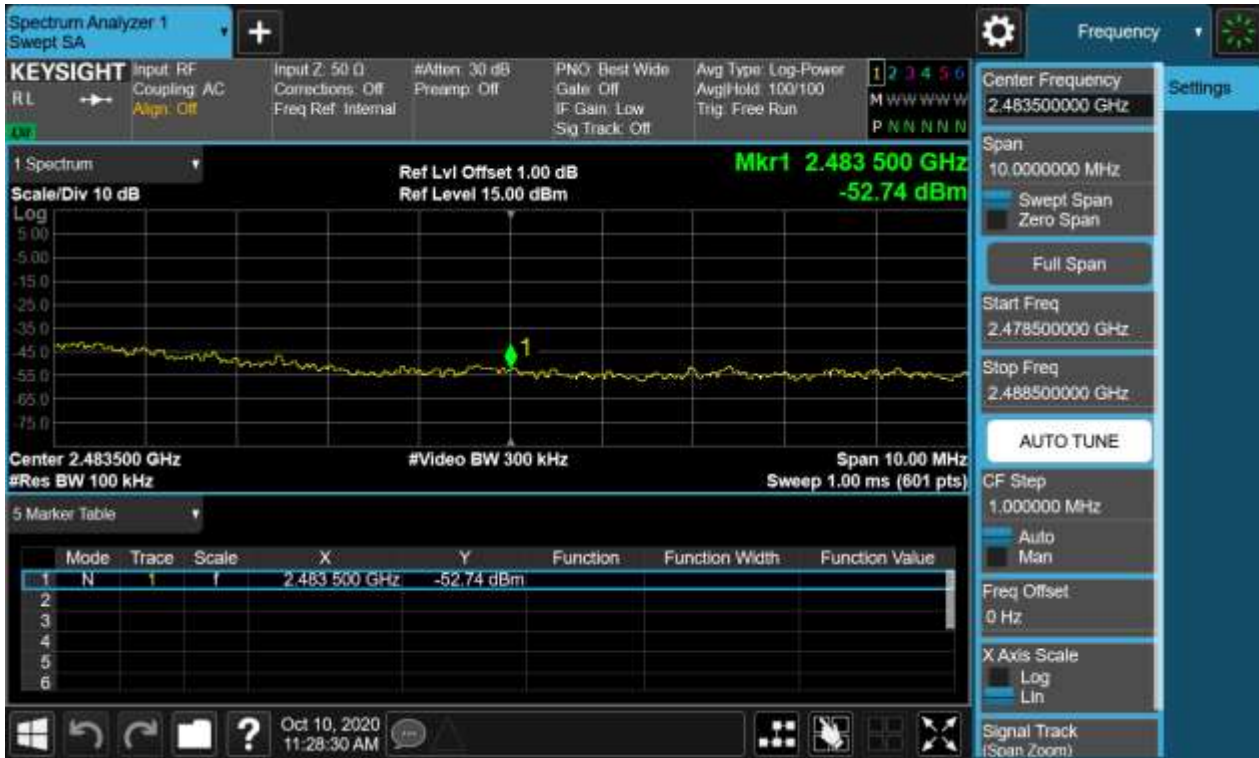 Spectrum Analyzer 1
Swept SA
+
Frequency
KEYSIGHT
RL
Input: RF
Coupling: AC
Align: Off
Input Z: 50 Ω
Corrections: Off
Freq Ref: Internal
#Atten: 30 dB
Preamp: Off
PNO: Best Wide
Gate: Off
IF Gain: Low
Sig Track: Off
Avg Type: Log-Power
Avg|Hold: 100/100
Trig: Free Run
1 2 3 4 5 6
M W W W W W
P N N N N N
1 Spectrum
Scale/Div 10 dB
Ref Lvl Offset 1.00 dB
Ref Level 15.00 dBm
Mkr1 2.483 500 GHz
-52.74 dBm
Log
5.00
-5.00
-15.0
-25.0
-35.0
-45.0
-55.0
-65.0
-75.0
1
Center 2.483500 GHz
#Video BW 300 kHz
Span 10.00 MHz
#Res BW 100 kHz
Sweep 1.00 ms (601 pts)
5 Marker Table
Mode Trace Scale X Y Function Function Width Function Value
1 N 1 f 2.483 500 GHz -52.74 dBm
2
3
4
5
6
?
Oct 10, 2020
11:28:30 AM
Center Frequency
2.483500000 GHz
Settings
Span
10.0000000 MHz
Swept Span
Zero Span
Full Span
Start Freq
2.478500000 GHz
Stop Freq
2.488500000 GHz
AUTO TUNE
CF Step
1.000000 MHz
Auto
Man
Freq Offset
0 Hz
X Axis Scale
Log
Lin
Signal Track
(Span Zoom)